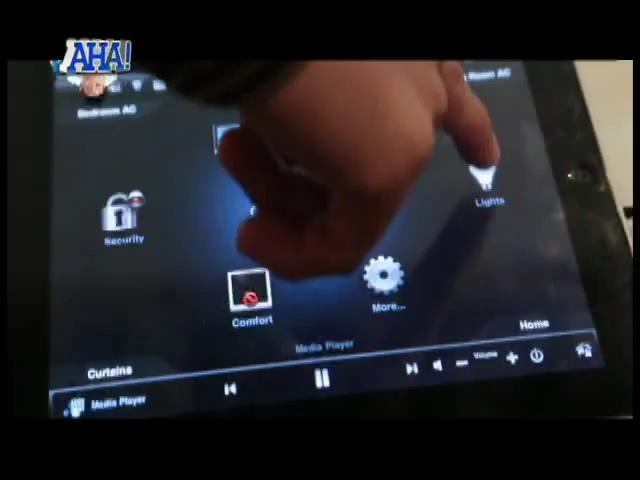 AHA!
Room AC
Bedroom AC
Lights
Security
Comfort
More...
Media Player
Home
Curtains
Media Player
Volume